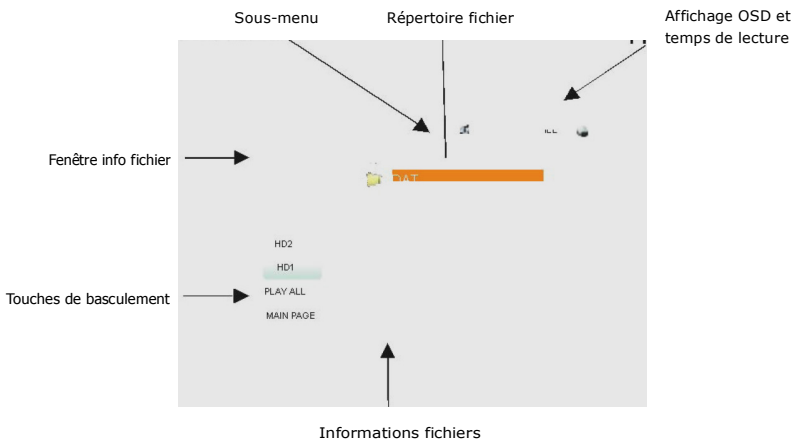 Sous-menu
Répertoire fichier
Affichage OSD et
temps de lecture
Fenêtre info fichier
DAT
HD2
HD1
Touches de basculement
PLAY ALL
MAIN PAGE
Informations fichiers